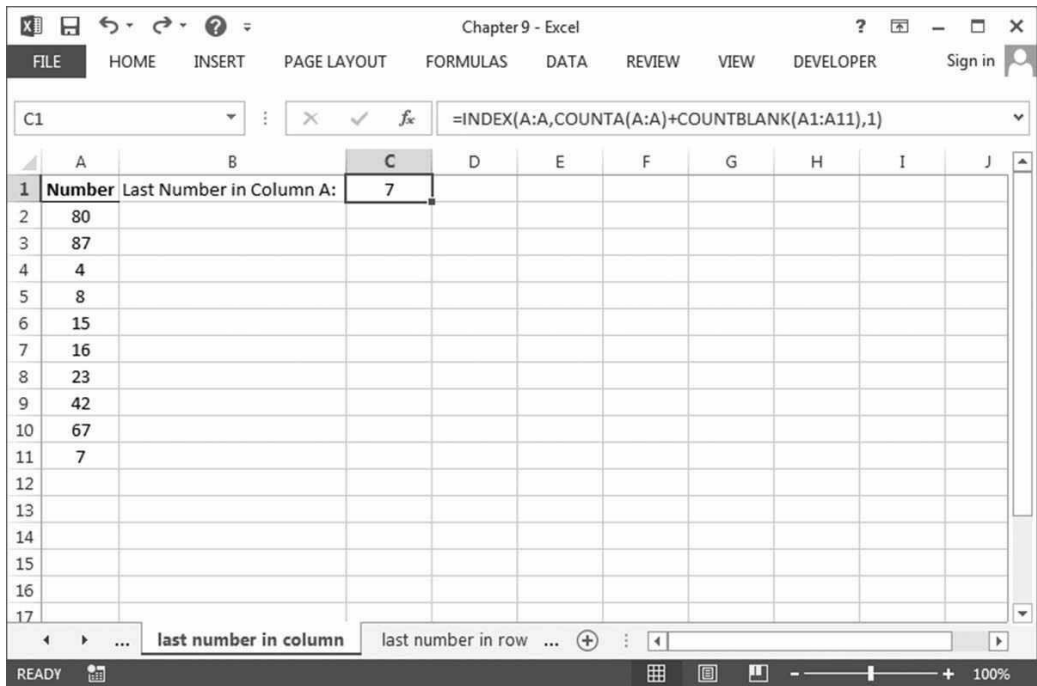 Chapter 9 - Excel ?
FILE HOME INSERT PAGE LAYOUT FORMULAS DATA REVIEW VIEW DEVELOPER Sign in
C1 fx =INDEX(A:A,COUNTA(A:A)+COUNTBLANK(A1:A11),1)
A B C D E F G H I J
1 Number Last Number in Column A: 7
2 80
3 87
4 4
5 8
6 15
7 16
8 23
9 42
10 67
11 7
12
13
14
15
16
17
... last number in column last number in row ...
READY 100%